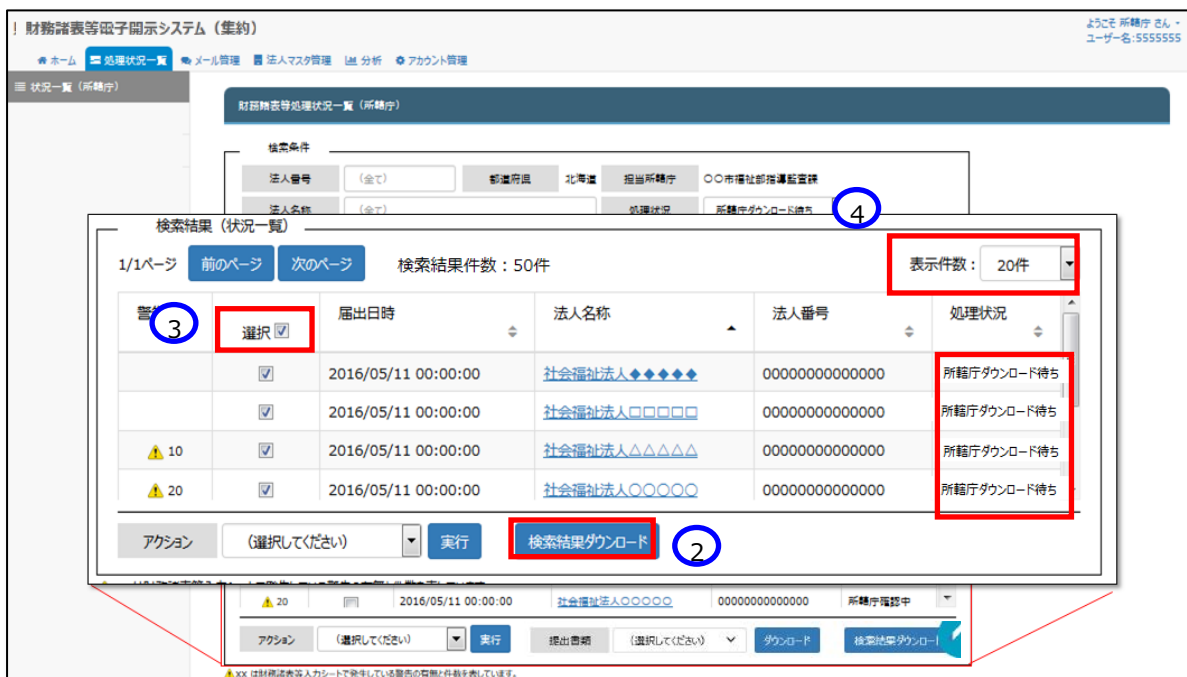 ! 財務諸表等電子開示システム（集約）
ようこそ 所轄庁 さん
ユーザー名:5555555
ホーム 処理状況一覧 メール管理 法人マスタ管理 分析 アカウント管理
状況一覧（所轄庁）
財務諸表等処理状況一覧（所轄庁）
検索条件
法人番号 （全て） 都道府県 北海道 担当所轄庁 〇〇市福祉部指導監査課
法人名称 （全て） 処理状況 所轄庁ダウンロード待ち
4
検索結果（状況一覧）
1/1ページ 前のページ 次のページ 検索結果件数：50件 表示件数： 20件
3 選択 届出日時 法人名称 法人番号 処理状況
2016/05/11 00:00:00 社会福祉法人◆◆◆◆◆ 00000000000000 所轄庁ダウンロード待ち
2016/05/11 00:00:00 社会福祉法人□□□□□ 00000000000000 所轄庁ダウンロード待ち
10 2016/05/11 00:00:00 社会福祉法人△△△△△ 00000000000000 所轄庁ダウンロード待ち
20 2016/05/11 00:00:00 社会福祉法人〇〇〇〇〇 00000000000000 所轄庁ダウンロード待ち
アクション （選択してください） 実行 検索結果ダウンロード 2
20 2016/05/11 00:00:00 社会福祉法人〇〇〇〇〇 00000000000000 所轄庁確認中
アクション （選択してください） 実行 提出書類 （選択してください） ダウンロード 検索結果ダウンロー
xx は財務諸表等入力シートで発生している警告の有無と件数を表しています。